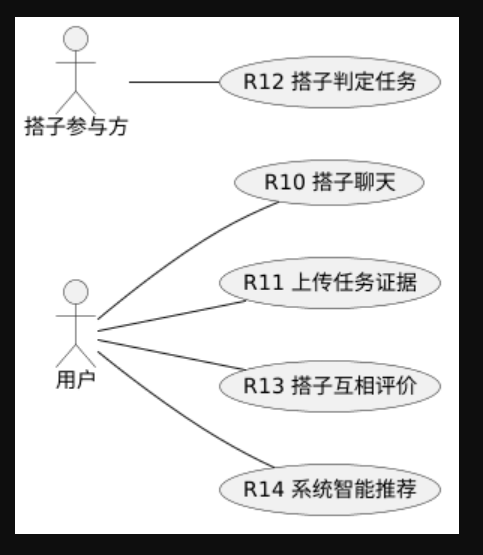 R12 搭子判定任务
搭子参与方
R10 搭子聊天
R11 上传任务证据
用户
R13 搭子互相评价
R14 系统智能推荐